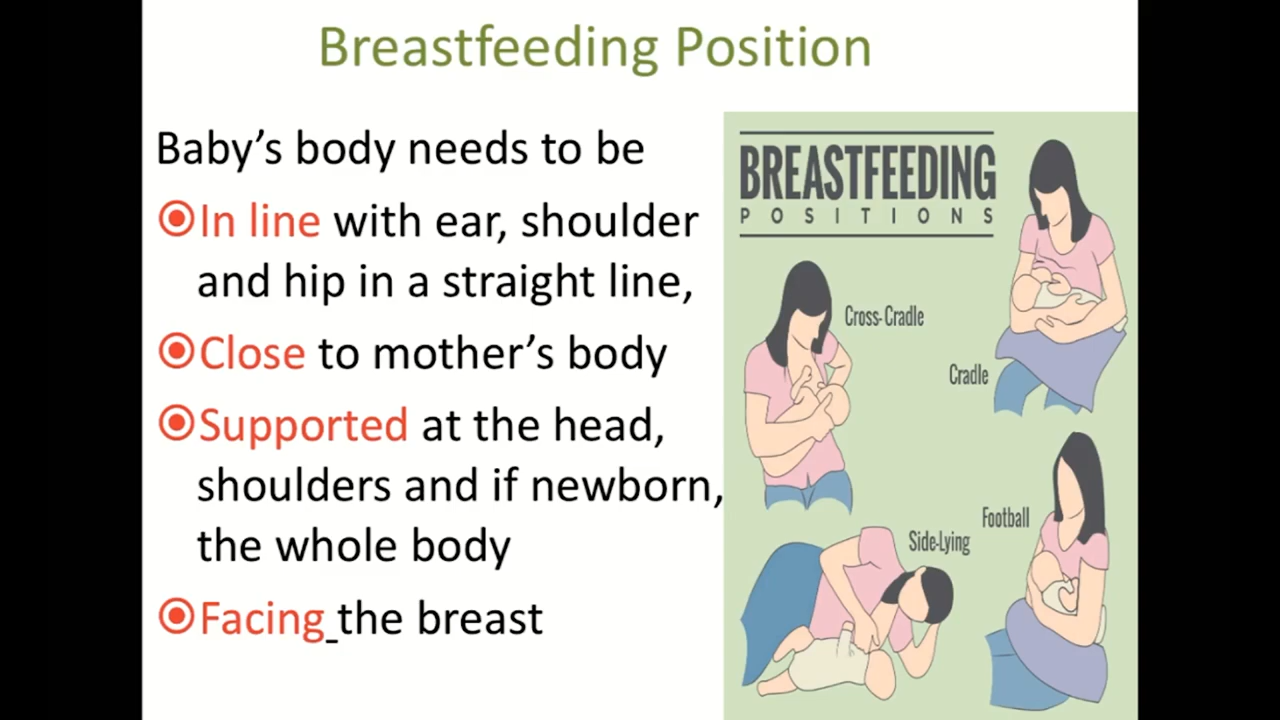 Breastfeeding Position
Baby’s body needs to be
In line with ear, shoulder
and hip in a straight line,
Close to mother’s body
Supported at the head,
shoulders and if newborn,
the whole body
Facing the breast
BREASTFEEDING
POSITIONS
Cross-Cradle
Cradle
Football
Side-Lying